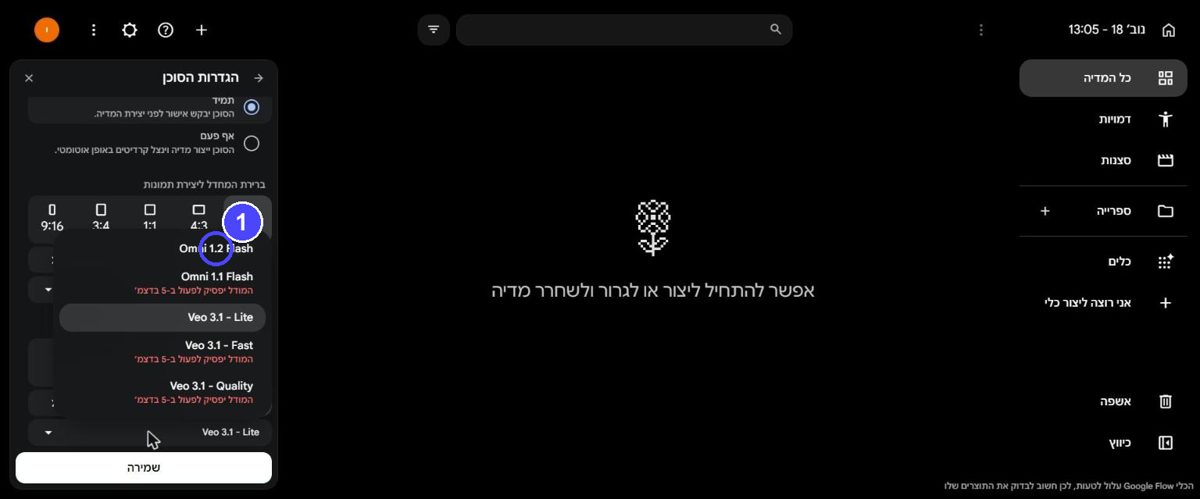 נוב׳ 18 - 13:05
י
הגדרות הסוכן
תמיד
הסוכן יבקש אישור לפני יצירת המדיה.
אף פעם
הסוכן ייצור מדיה וינצל קרדיטים באופן אוטומטי.
ברירת המחדל ליצירת תמונות
4:3
1:1
3:4
9:16
1
Omni 1.2 Flash
Omni 1.1 Flash
המודל יפסיק לפעול ב-5 בדצמ׳
Veo 3.1 - Lite
Veo 3.1 - Fast
המודל יפסיק לפעול ב-5 בדצמ׳
Veo 3.1 - Quality
המודל יפסיק לפעול ב-5 בדצמ׳
Veo 3.1 - Lite
שמירה
אפשר להתחיל ליצור או לגרור ולשחרר מדיה
כל המדיה
דמויות
סצנות
ספרייה
כלים
אני רוצה ליצור כלי
אשפה
כיווץ
הכלי Google Flow עלול לטעות, לכן חשוב לבדוק את התוצרים שלו